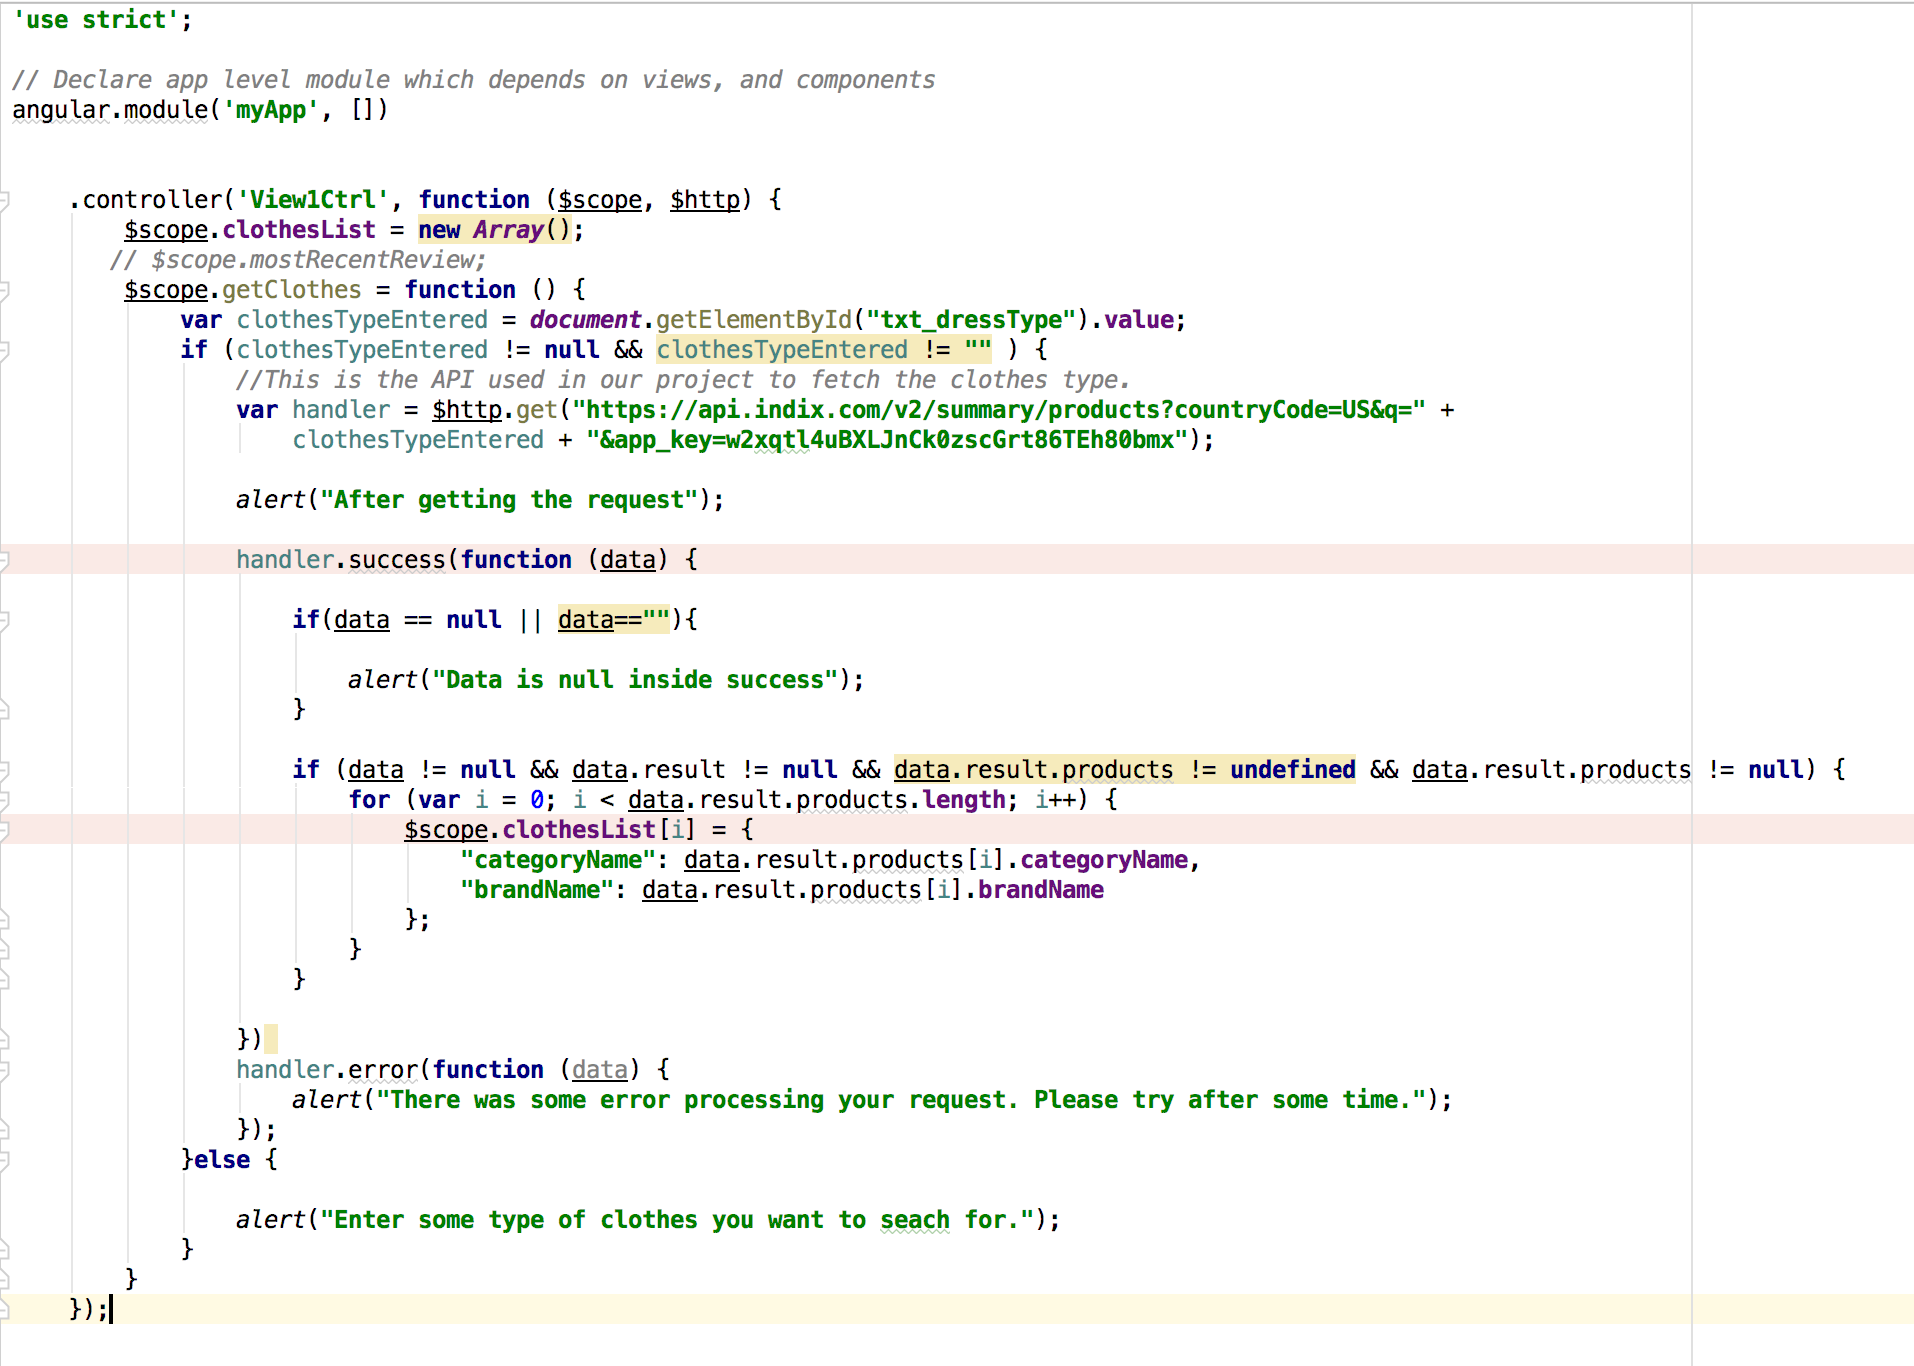 'use strict';
// Declare app level module which depends on views, and components
angular.module('myApp', [])
.controller('View1Ctrl', function ($scope, $http) {
$scope.clothesList = new Array();
// $scope.mostRecentReview;
$scope.getClothes = function () {
var clothesTypeEntered = document.getElementById("txt_dressType").value;
if (clothesTypeEntered != null && clothesTypeEntered != "" ) {
//This is the API used in our project to fetch the clothes type.
var handler = $http.get("https://api.indix.com/v2/summary/products?countryCode=US&q=" +
clothesTypeEntered + "&app_key=w2xqtl4uBXLJnCk0zscGrt86TEh80bmx");
alert("After getting the request");
handler.success(function (data) {
if(data == null || data==""){
alert("Data is null inside success");
}
if (data != null && data.result != null && data.result.products != undefined && data.result.products != null) {
for (var i = 0; i < data.result.products.length; i++) {
$scope.clothesList[i] = {
"categoryName": data.result.products[i].categoryName,
"brandName": data.result.products[i].brandName
};
}
}
})
handler.error(function (data) {
alert("There was some error processing your request. Please try after some time.");
});
}else {
alert("Enter some type of clothes you want to seach for.");
}
}
});